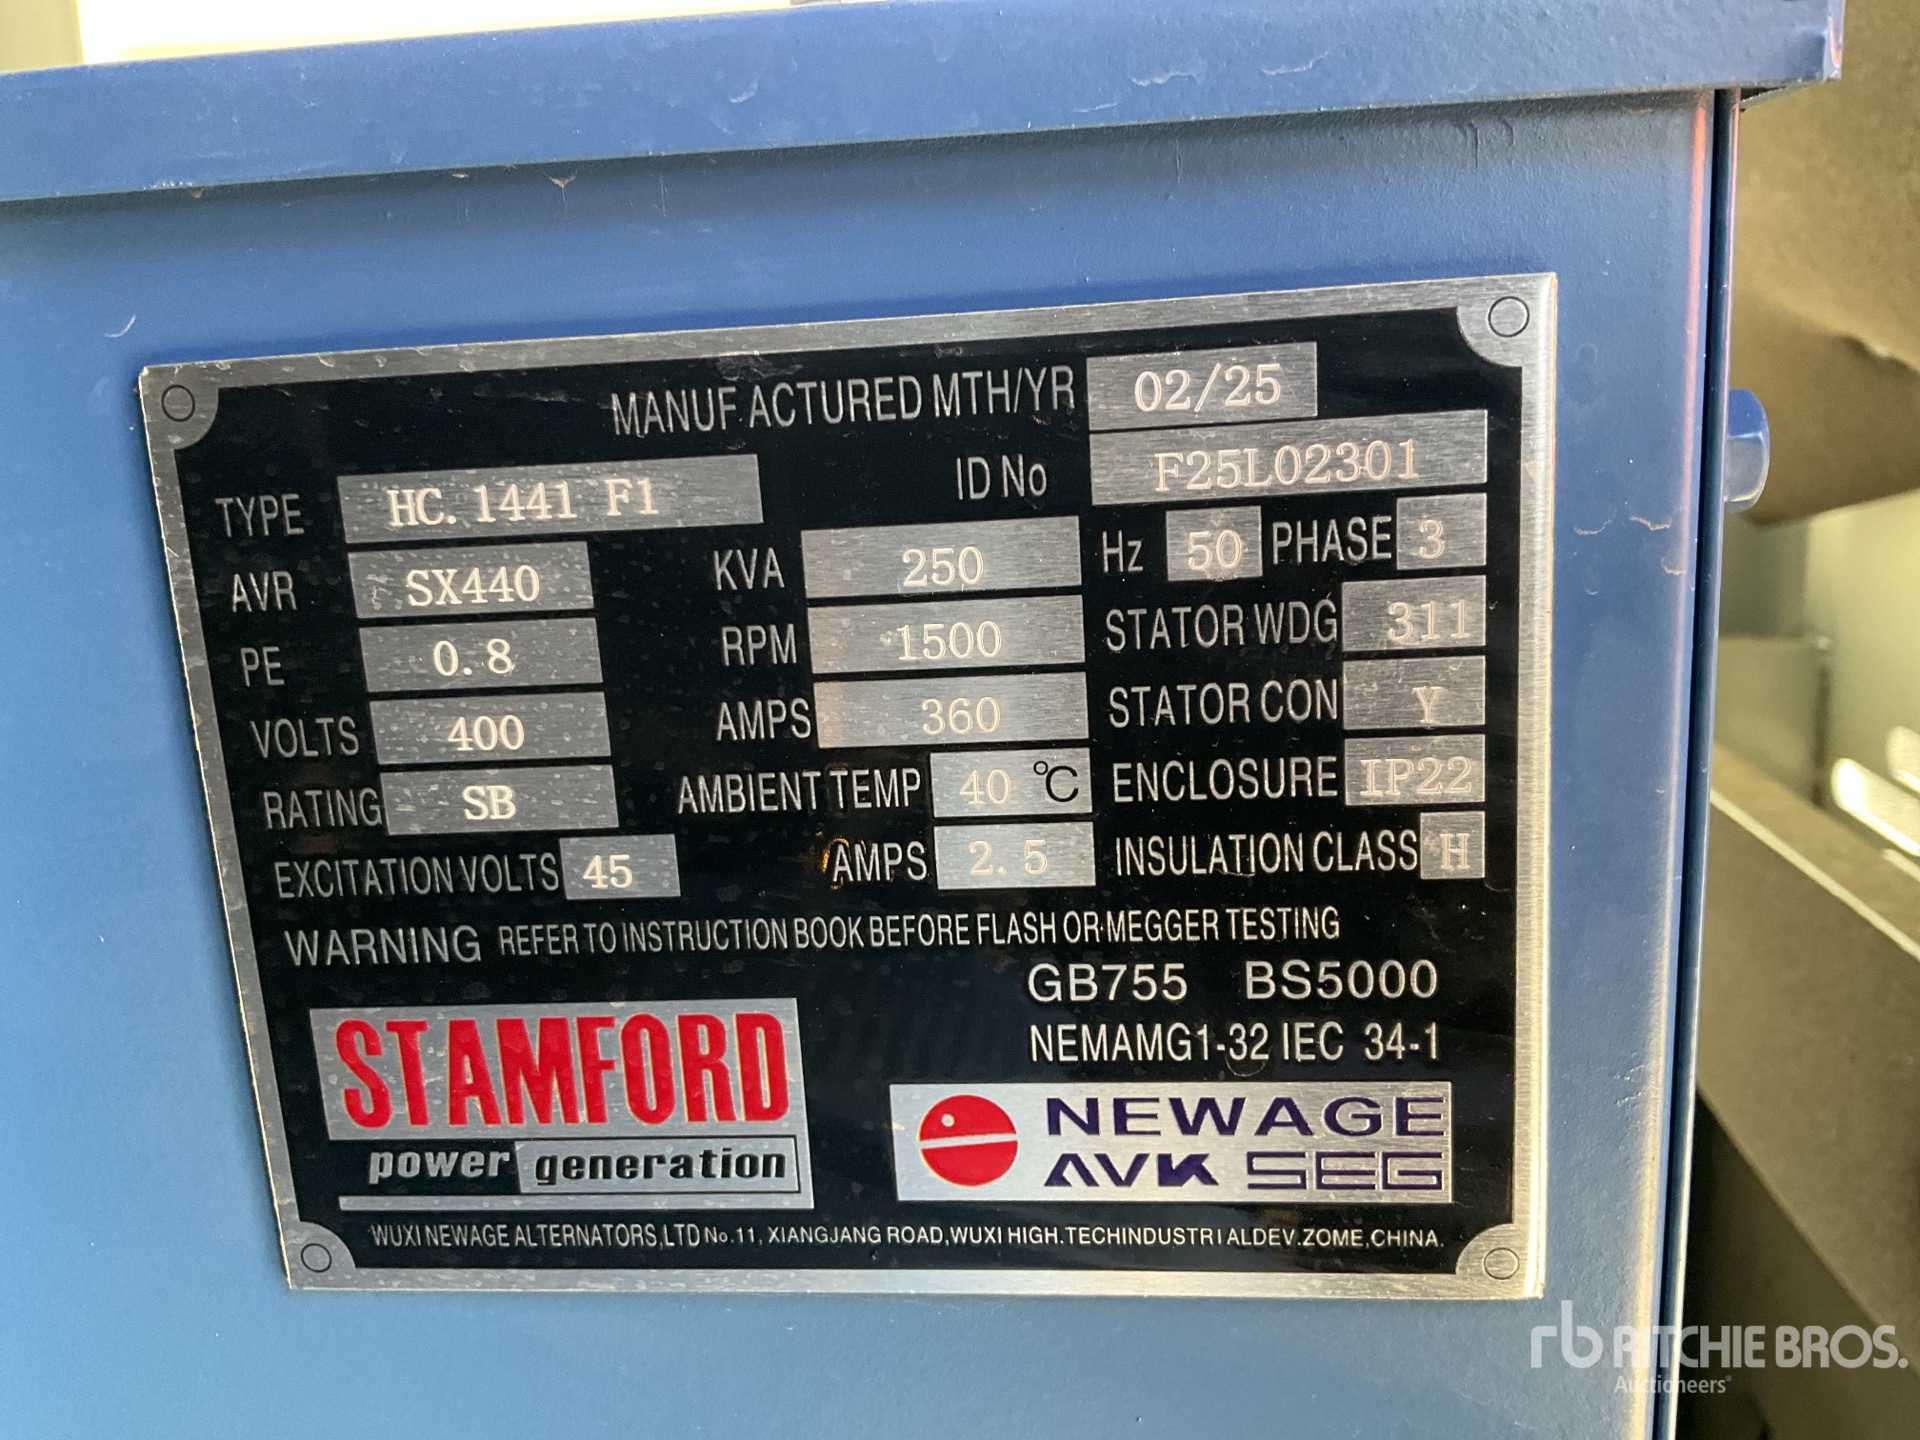 MANUFACTURED MTH/YR 02/25
ID No F25L02301
TYPE HC.1441 F1
KVA 250 Hz 50 PHASE 3
AVR SX440
RPM 1500 STATOR WDG 311
PE 0.8
AMPS 360 STATOR CON Y
VOLTS 400
AMBIENT TEMP 40 °C ENCLOSURE IP22
RATING SB
EXCITATION VOLTS 45 AMPS 2.5 INSULATION CLASS H
WARNING REFER TO INSTRUCTION BOOK BEFORE FLASH OR MEGGER TESTING
GB755 BS5000
NEMAMG1-32 IEC 34-1
STAMFORD
power generation
NEWAGE
AVK SEG
WUXI NEWAGE ALTERNATORS,LTD No.11, XIANGJANG ROAD,WUXI HIGH.TECHINDUSTRIALDEV.ZOME,CHINA.
rb RITCHIE BROS.
Auctioneers®